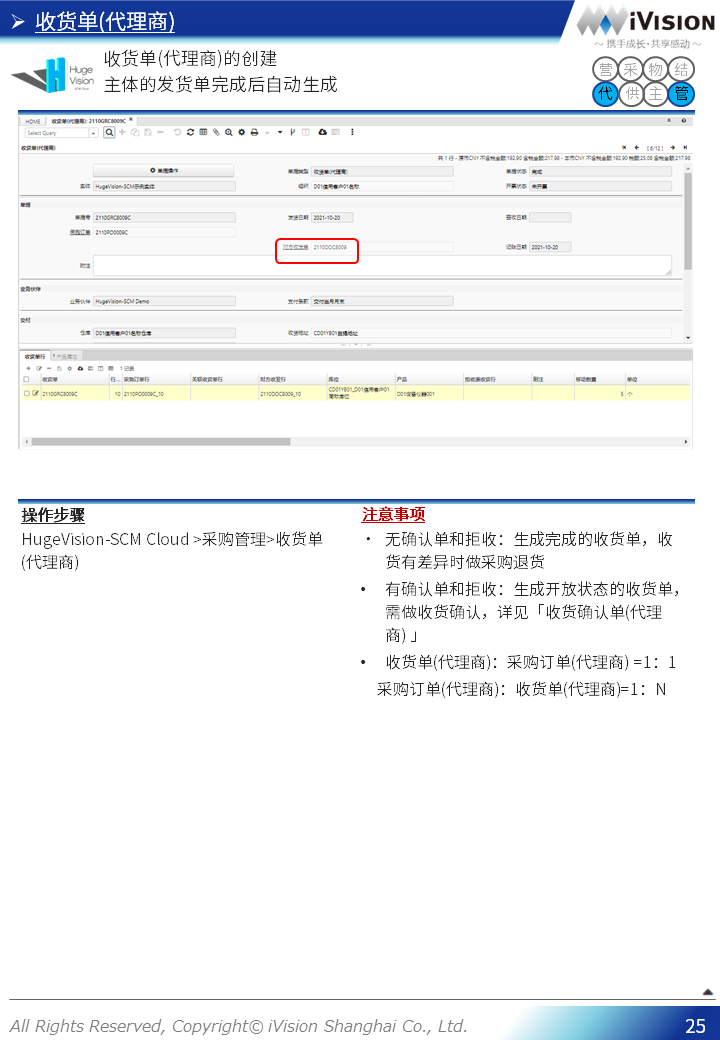 收货单(代理商)
iVISION
～ 携手成长·共享感动 ～
Huge
Vision
收货单(代理商)的创建
主体的发货单完成后自动生成
营 采 物 结
代 供 主 管
HOME 收货单(代理商): 2110GRC8009C
Select Query
[ 6/12 ]
收货单(代理商)
共 1 行 - 原币CNY 不含税金额:192.90 含税金额:217.98 - 本币CNY 不含税金额:192.90 税额:25.08 含税金额:217.98
单据操作 单据类型 收货单(代理商) 单据状态 完成
实体 HugeVision-SCM示例实体 组织 D01信用客户01名称 开票状态 未开票
单据
单据号 2110GRC8009C 发货日期 2021-10-20 签收日期
采购订单 2110PO0009C
对方收发单 2110DOC8009 记账日期 2021-10-20
附注
业务伙伴
业务伙伴 HugeVision-SCM Demo 支付条款 交付当月月末
交付
仓库 D01信用客户01名称仓库 收货地址 CD01YB01直播地址
收货单行 产品属性
1记录
收货单 行... 采购订单行 关联收货单行 对方收发行 库位 产品 拒收源收货行 附注 移动数量 单位
2110GRC8009C 10 2110PO0009C_10 2110DOC8009_10 CD01YB01_D01信用客户01简称库位 D01设备仪器001 5 个
操作步骤
HugeVision-SCM Cloud >采购管理>收货单
(代理商)
注意事项
• 无确认单和拒收：生成完成的收货单，收
货有差异时做采购退货
• 有确认单和拒收：生成开放状态的收货单，
需做收货确认，详见「收货确认单(代理
商) 」
• 收货单(代理商)：采购订单(代理商) =1：1
采购订单(代理商)：收货单(代理商)=1：N
All Rights Reserved, Copyright© iVision Shanghai Co., Ltd.
25